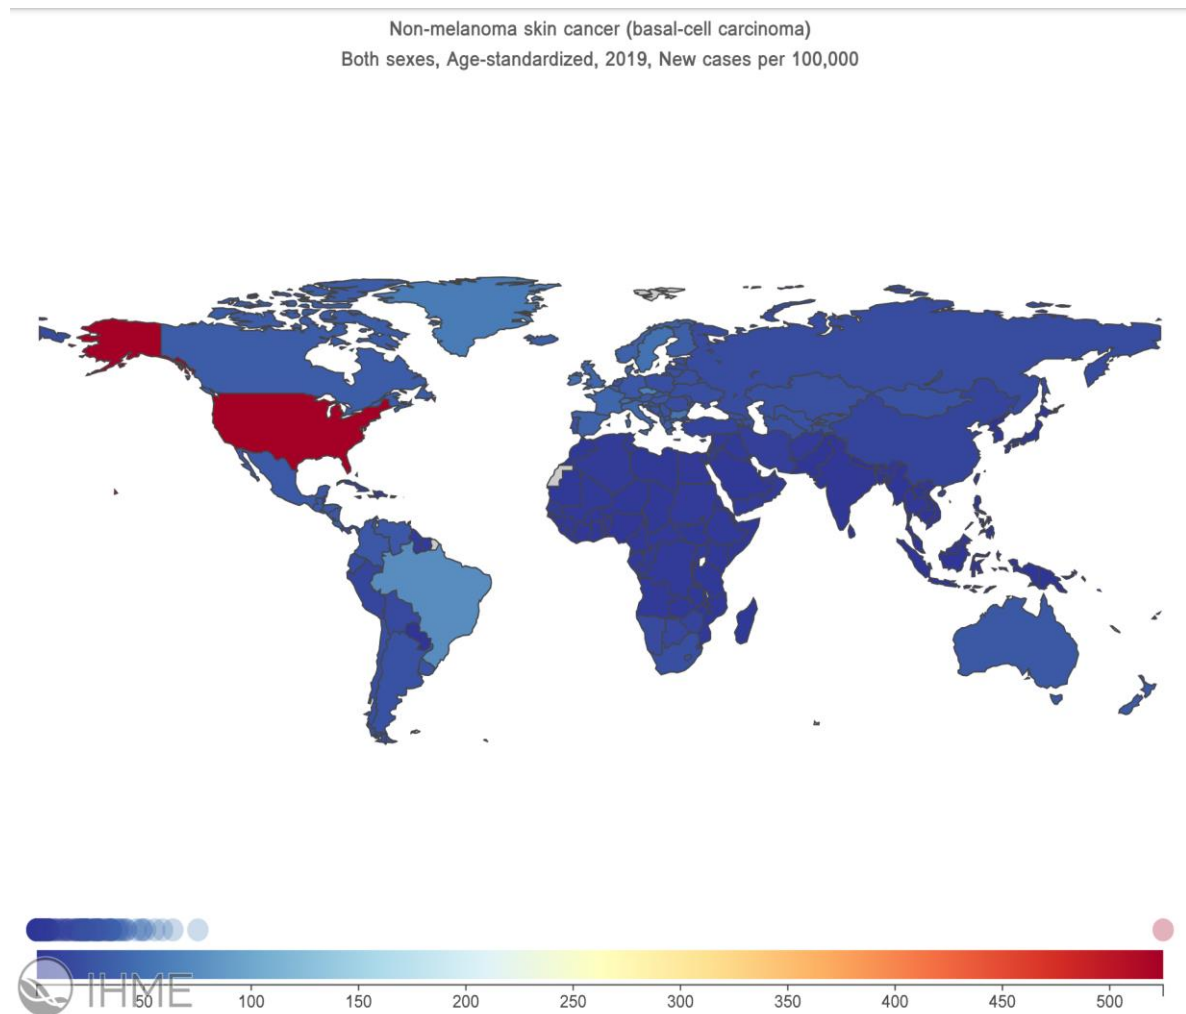 Non-melanoma skin cancer (basal-cell carcinoma)
Both sexes, Age-standardized, 2019, New cases per 100,000
IHME
50 100 150 200 250 300 350 400 450 500